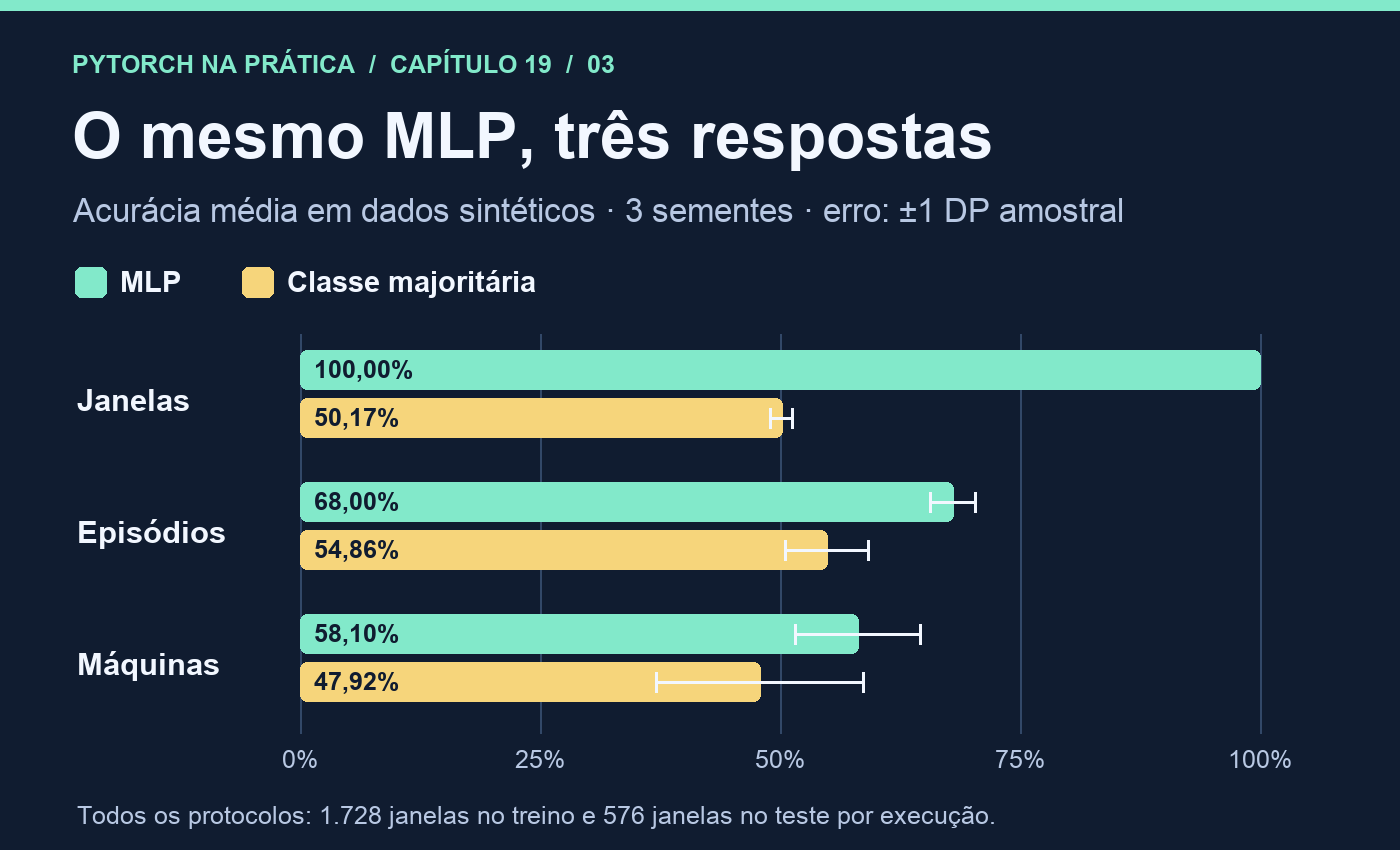 PYTORCH NA PRÁTICA / CAPÍTULO 19 / 03
O mesmo MLP, três respostas
Acurácia média em dados sintéticos · 3 sementes · erro: ±1 DP amostral
MLP Classe majoritária
Janelas
100,00%
50,17%
Episódios
68,00%
54,86%
Máquinas
58,10%
47,92%
0% 25% 50% 75% 100%
Todos os protocolos: 1.728 janelas no treino e 576 janelas no teste por execução.